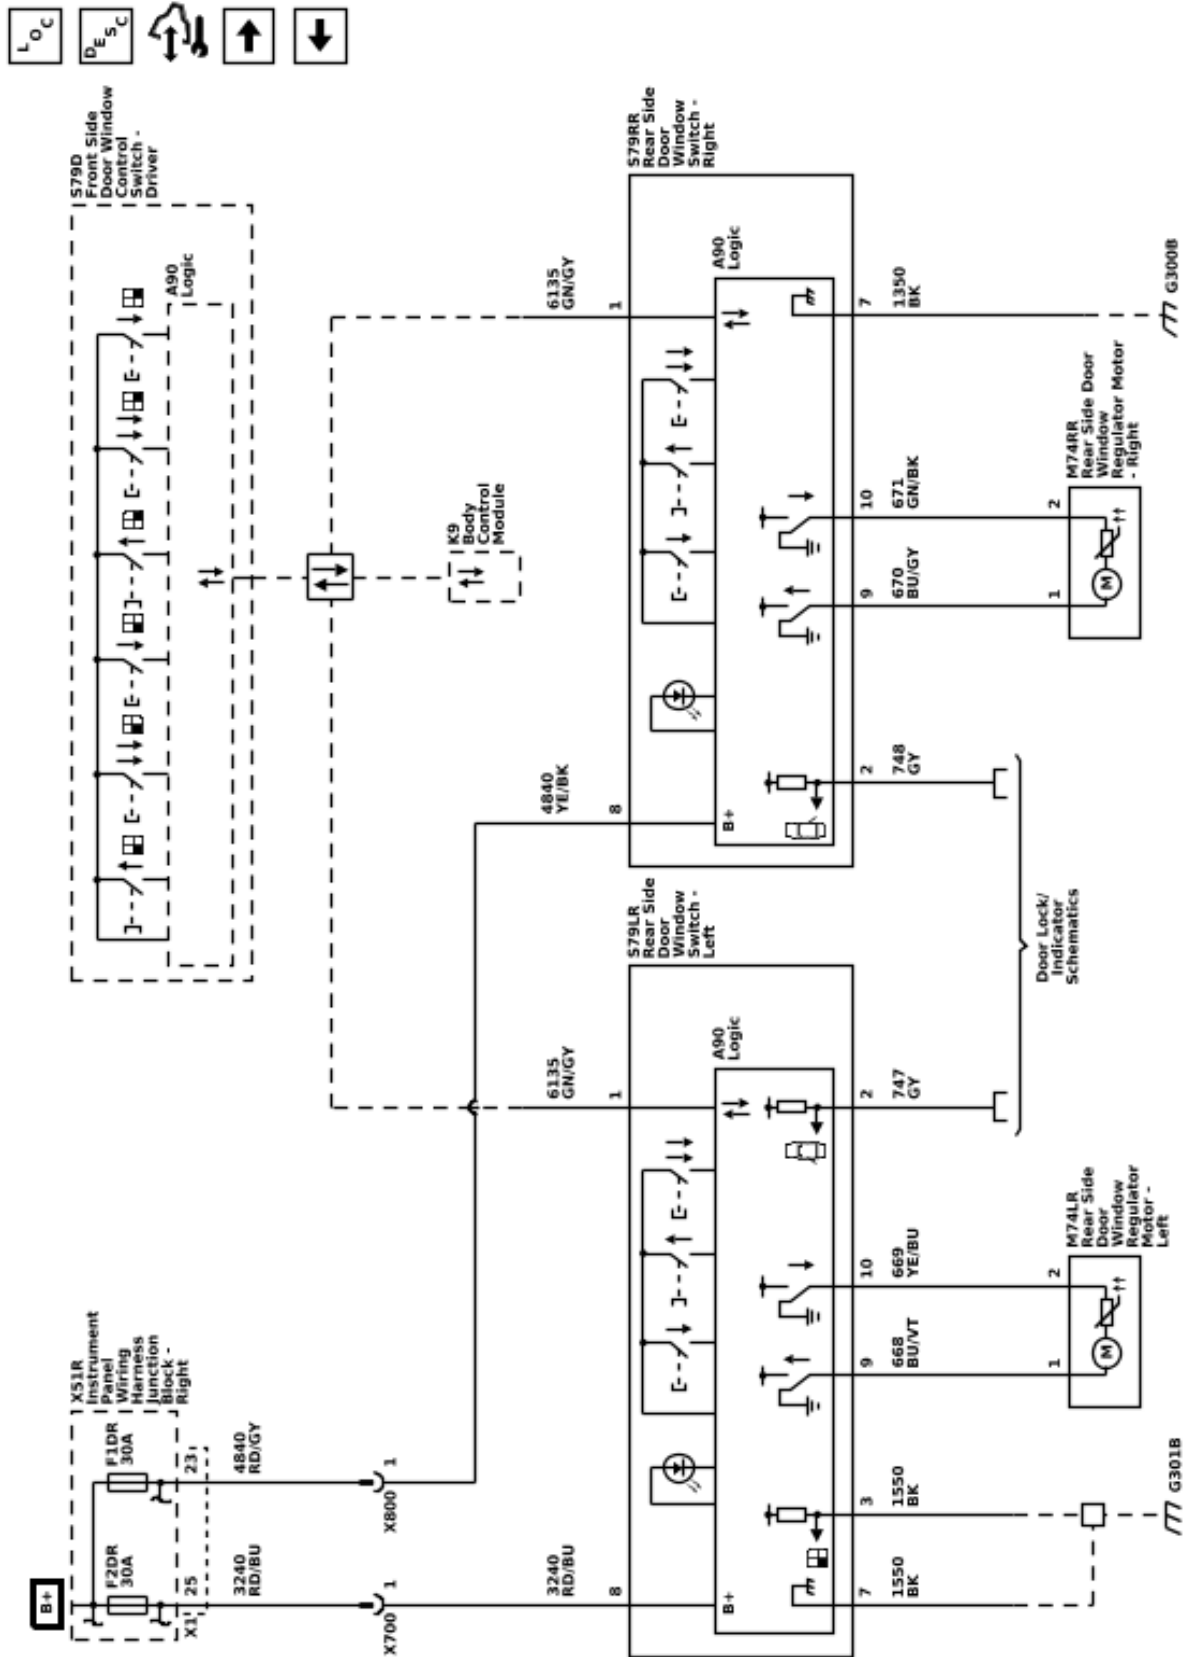 LOC
DESC
B+
X51R
Instrument
Panel
Wiring
Harness
Junction
Block -
Right
F2DR
30A
F1DR
30A
X1
25
23
3240
RD/BU
4840
RD/GY
X700
1
X800
1
S79D
Front Side
Door Window
Control
Switch -
Driver
A90
Logic
K9
Body
Control
Module
3240
RD/BU
8
6135
GN/GY
1
4840
YE/BK
8
6135
GN/GY
1
S79LR
Rear Side
Door
Window
Switch -
Left
A90
Logic
B+
S79RR
Rear Side
Door
Window
Switch -
Right
A90
Logic
B+
7
1550
BK
3
1550
BK
9
668
BU/VT
10
669
YE/BU
2
747
GY
2
748
GY
9
670
BU/GY
10
671
GN/BK
7
1350
BK
G301B
1
2
M
M74LR
Rear Side
Door
Window
Regulator
Motor -
Left
Door Lock/
Indicator
Schematics
1
2
M
M74RR
Rear Side Door
Window
Regulator Motor
- Right
G300B